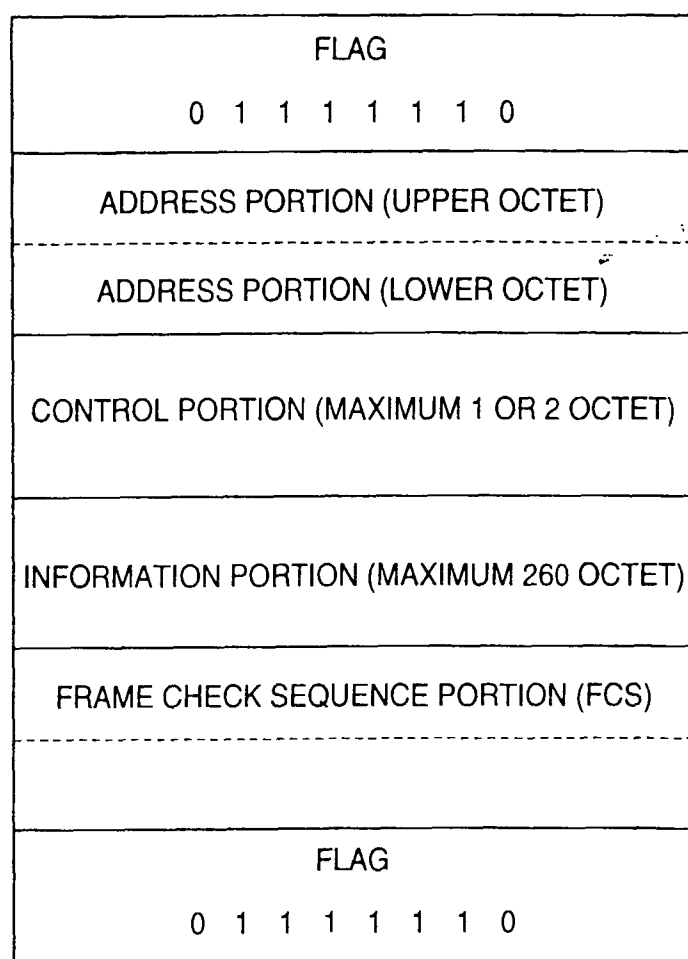 FLAG
0 1 1 1 1 1 1 0
ADDRESS PORTION (UPPER OCTET)
ADDRESS PORTION (LOWER OCTET)
CONTROL PORTION (MAXIMUM 1 OR 2 OCTET)
INFORMATION PORTION (MAXIMUM 260 OCTET)
FRAME CHECK SEQUENCE PORTION (FCS)
FLAG
0 1 1 1 1 1 1 0